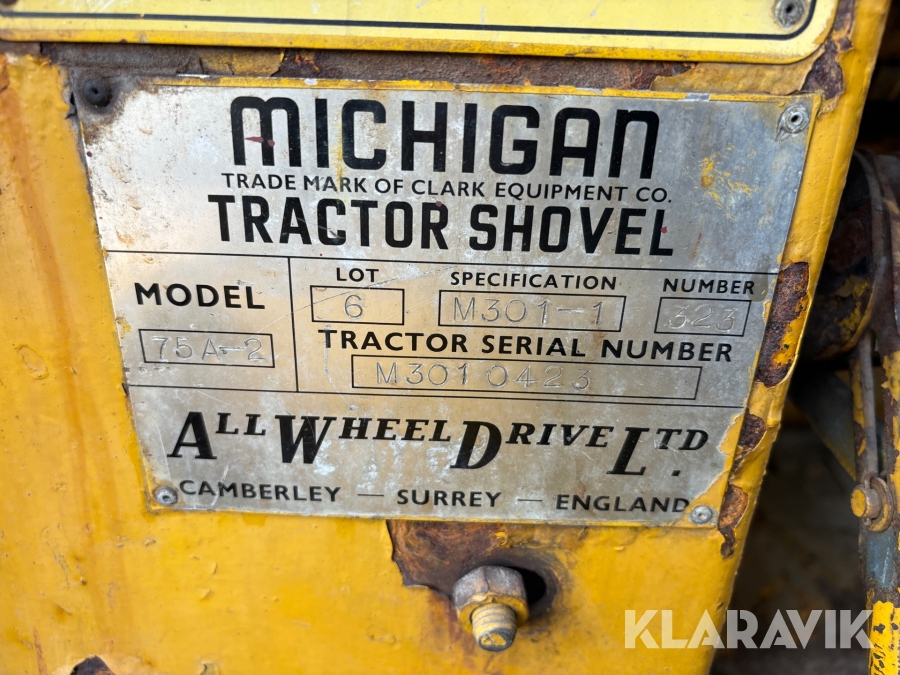 MICHIGAN
TRADE MARK OF CLARK EQUIPMENT CO.
TRACTOR SHOVEL
MODEL
75A-2
LOT SPECIFICATION NUMBER
6 M301-1 323
TRACTOR SERIAL NUMBER
M301 0423
ALL WHEEL DRIVE LTD.
CAMBERLEY — SURREY — ENGLAND
KLARAVIK